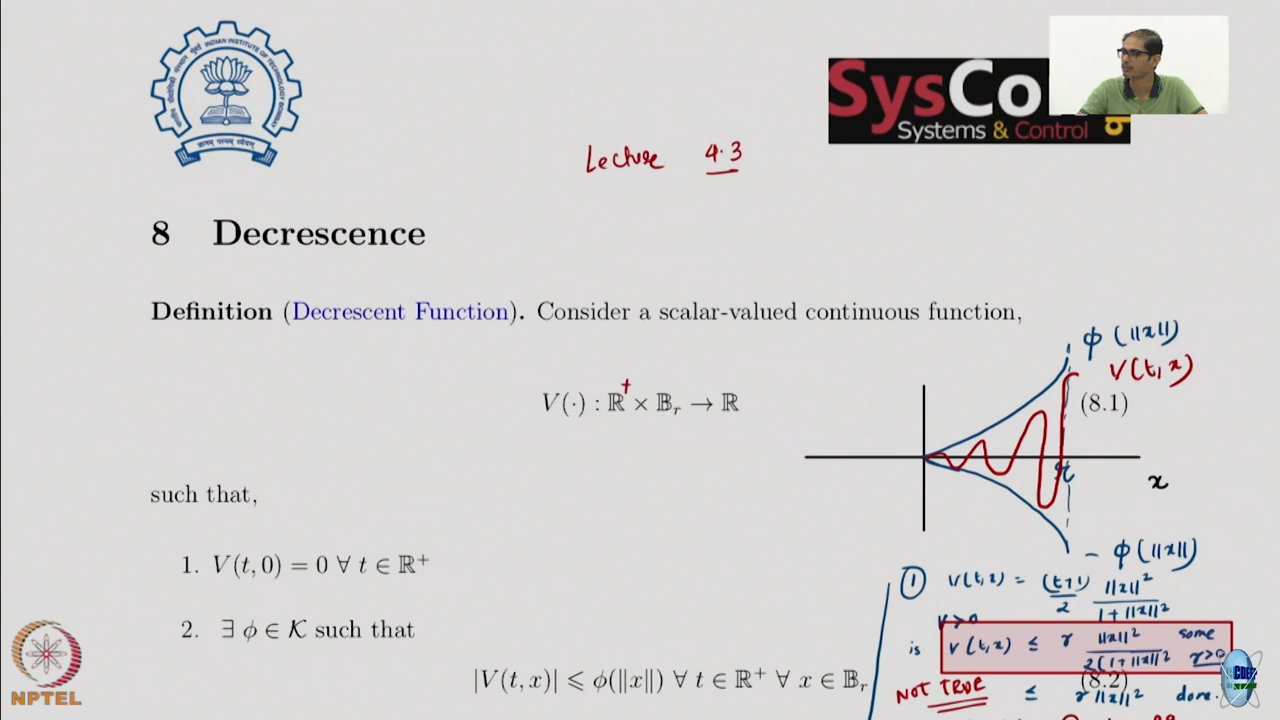 SysCo
Systems & Control
Lecture 4.3
8 Decrescence
Definition (Decrescent Function). Consider a scalar-valued continuous function,
ϕ (||x||)
V(t,x)
V(·) : ℝ⁺ × 𝔹ᵣ → ℝ (8.1)
r
x
such that,
- ϕ (||x||)
1. V(t, 0) = 0 ∀ t ∈ ℝ⁺
① V(t,x) = (t+1)/2 ||x||²/(1+||x||²)
V>0
2. ∃ ϕ ∈ 𝒦 such that
is V(t,x) ≤ γ ||x||²/2(1+||x||² some γ>0
|V(t, x)| ⩽ ϕ(‖x‖) ∀ t ∈ ℝ⁺ ∀ x ∈ 𝔹ᵣ (8.2)
NOT TRUE ≤ γ||x||² done.
NPTEL